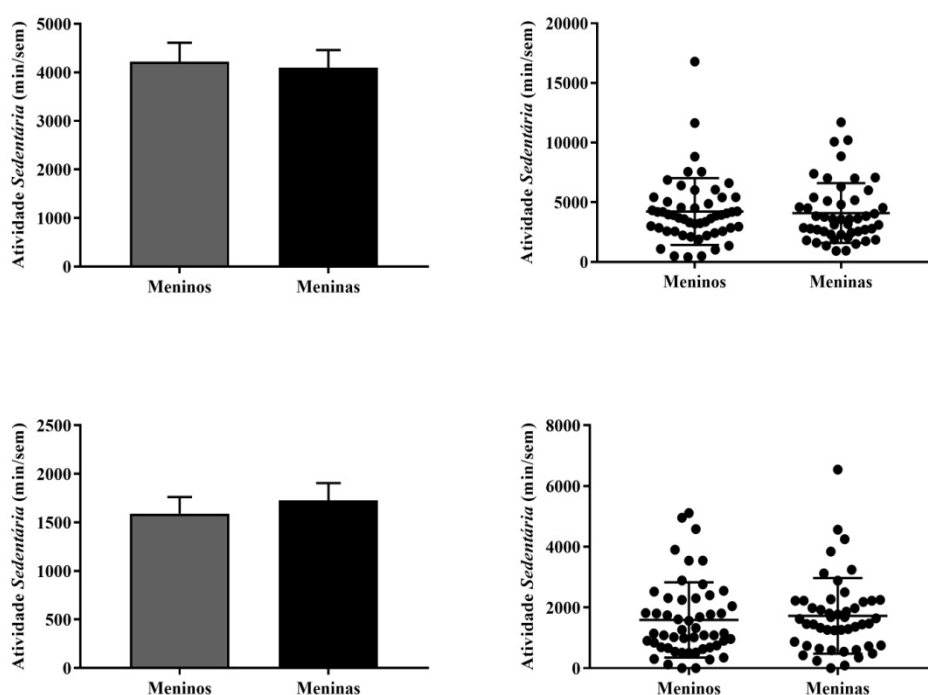 Atividade Sedentária (min/sem)
5000
4000
3000
2000
1000
0
Meninos
Meninas
Atividade Sedentária (min/sem)
20000
15000
10000
5000
0
Meninos
Meninas
Atividade Sedentária (min/sem)
2500
2000
1500
1000
500
0
Meninos
Meninas
Atividade Sedentária (min/sem)
8000
6000
4000
2000
0
Meninos
Meninas